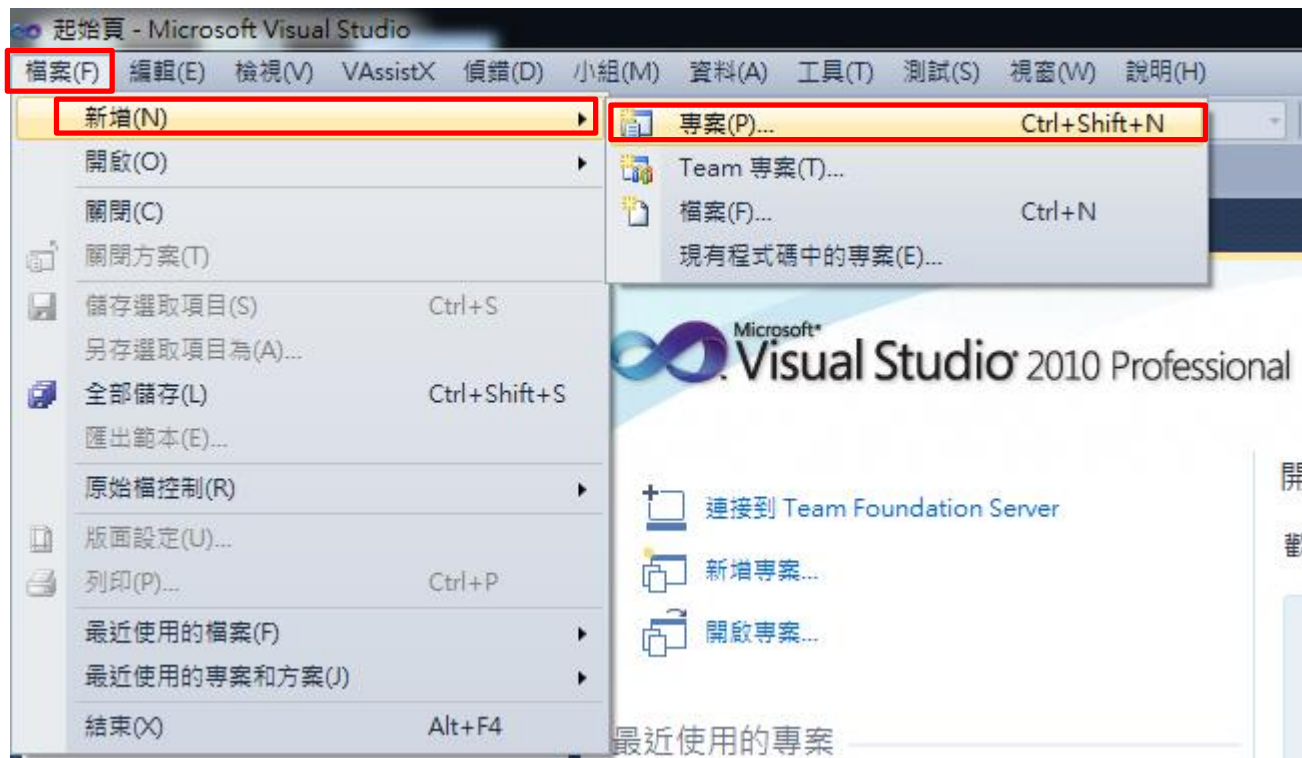 起始頁 - Microsoft Visual Studio
檔案(F) 編輯(E) 檢視(V) VAssistX 偵錯(D) 小組(M) 資料(A) 工具(T) 測試(S) 視窗(W) 說明(H)
新增(N)
開啟(O)
關閉(C)
關閉方案(T)
儲存選取項目(S) Ctrl+S
另存選取項目為(A)...
全部儲存(L) Ctrl+Shift+S
匯出範本(E)...
原始檔控制(R)
版面設定(U)...
列印(P)... Ctrl+P
最近使用的檔案(F)
最近使用的專案和方案(J)
結束(X) Alt+F4
專案(P)... Ctrl+Shift+N
Team 專案(T)...
檔案(F)... Ctrl+N
現有程式碼中的專案(E)...
Microsoft
Visual Studio 2010 Professional
連接到 Team Foundation Server
新增專案...
開啟專案...
最近使用的專案